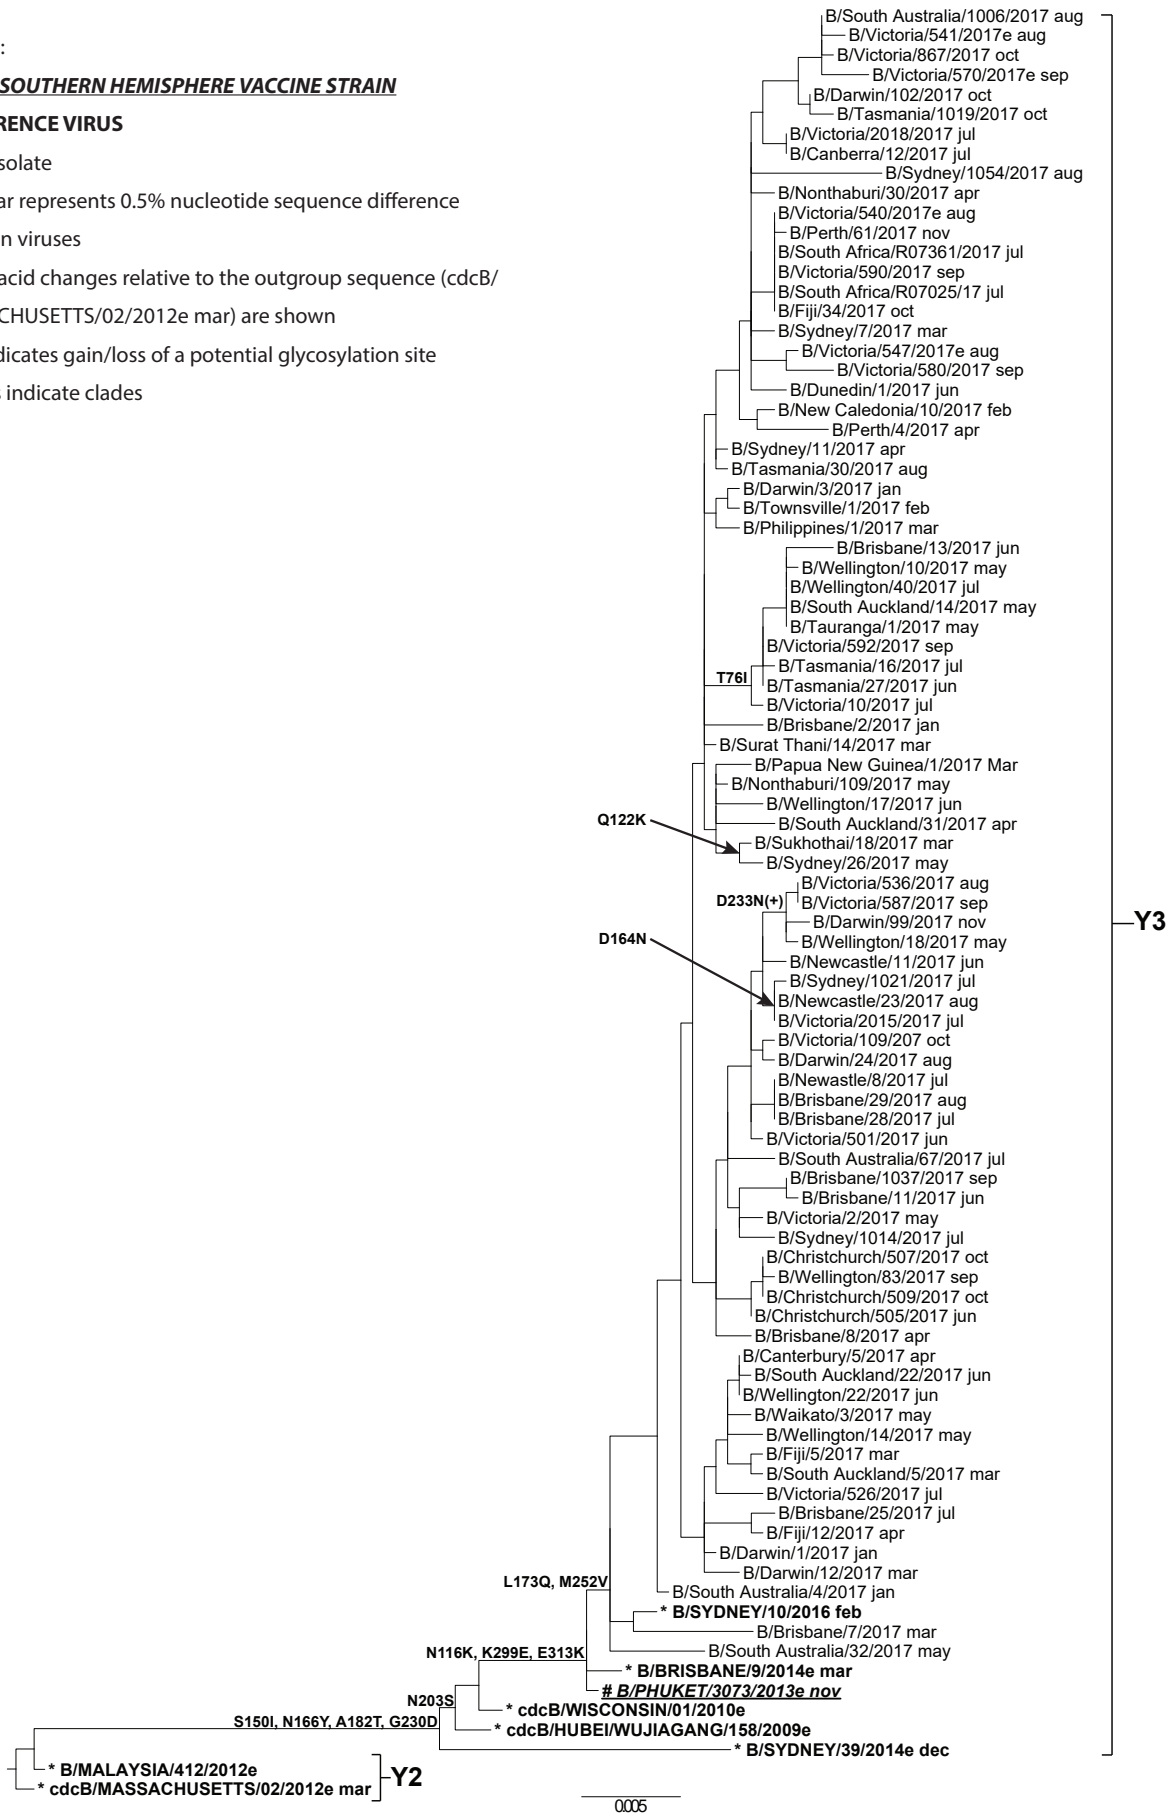 :
SOUTHERN HEMISPHERE VACCINE STRAIN
RENCE VIRUS
solate
ar represents 0.5% nucleotide sequence difference
n viruses
acid changes relative to the outgroup sequence (cdcB/
CHUSETTS/02/2012e mar) are shown
dicates gain/loss of a potential glycosylation site
s indicate clades
B/South Australia/1006/2017 aug
B/Victoria/541/2017e aug
B/Victoria/867/2017 oct
B/Victoria/570/2017e sep
B/Darwin/102/2017 oct
B/Tasmania/1019/2017 oct
B/Victoria/2018/2017 jul
B/Canberra/12/2017 jul
B/Sydney/1054/2017 aug
B/Nonthaburi/30/2017 apr
B/Victoria/540/2017e aug
B/Perth/61/2017 nov
B/South Africa/R07361/2017 jul
B/Victoria/590/2017 sep
B/South Africa/R07025/17 jul
B/Fiji/34/2017 oct
B/Sydney/7/2017 mar
B/Victoria/547/2017e aug
B/Victoria/580/2017 sep
B/Dunedin/1/2017 jun
B/New Caledonia/10/2017 feb
B/Perth/4/2017 apr
B/Sydney/11/2017 apr
B/Tasmania/30/2017 aug
B/Darwin/3/2017 jan
B/Townsville/1/2017 feb
B/Philippines/1/2017 mar
B/Brisbane/13/2017 jun
B/Wellington/10/2017 may
B/Wellington/40/2017 jul
B/South Auckland/14/2017 may
B/Tauranga/1/2017 may
B/Victoria/592/2017 sep
B/Tasmania/16/2017 jul
T76I
B/Tasmania/27/2017 jun
B/Victoria/10/2017 jul
B/Brisbane/2/2017 jan
B/Surat Thani/14/2017 mar
B/Papua New Guinea/1/2017 Mar
B/Nonthaburi/109/2017 may
B/Wellington/17/2017 jun
Q122K
B/South Auckland/31/2017 apr
B/Sukhothai/18/2017 mar
B/Sydney/26/2017 may
B/Victoria/536/2017 aug
D233N(+)
B/Victoria/587/2017 sep
B/Darwin/99/2017 nov
Y3
D164N
B/Wellington/18/2017 may
B/Newcastle/11/2017 jun
B/Sydney/1021/2017 jul
B/Newcastle/23/2017 aug
B/Victoria/2015/2017 jul
B/Victoria/109/207 oct
B/Darwin/24/2017 aug
B/Newastle/8/2017 jul
B/Brisbane/29/2017 aug
B/Brisbane/28/2017 jul
B/Victoria/501/2017 jun
B/South Australia/67/2017 jul
B/Brisbane/1037/2017 sep
B/Brisbane/11/2017 jun
B/Victoria/2/2017 may
B/Sydney/1014/2017 jul
B/Christchurch/507/2017 oct
B/Wellington/83/2017 sep
B/Christchurch/509/2017 oct
B/Christchurch/505/2017 jun
B/Brisbane/8/2017 apr
B/Canterbury/5/2017 apr
B/South Auckland/22/2017 jun
B/Wellington/22/2017 jun
B/Waikato/3/2017 may
B/Wellington/14/2017 may
B/Fiji/5/2017 mar
B/South Auckland/5/2017 mar
B/Victoria/526/2017 jul
B/Brisbane/25/2017 jul
B/Fiji/12/2017 apr
B/Darwin/1/2017 jan
B/Darwin/12/2017 mar
L173Q, M252V
B/South Australia/4/2017 jan
* B/SYDNEY/10/2016 feb
B/Brisbane/7/2017 mar
B/South Australia/32/2017 may
N116K, K299E, E313K
* B/BRISBANE/9/2014e mar
# B/PHUKET/3073/2013e nov
N203S
* cdcB/WISCONSIN/01/2010e
S150I, N166Y, A182T, G230D
* cdcB/HUBEI/WUJIAGANG/158/2009e
* B/SYDNEY/39/2014e dec
* B/MALAYSIA/412/2012e
Y2
* cdcB/MASSACHUSETTS/02/2012e mar
0.005